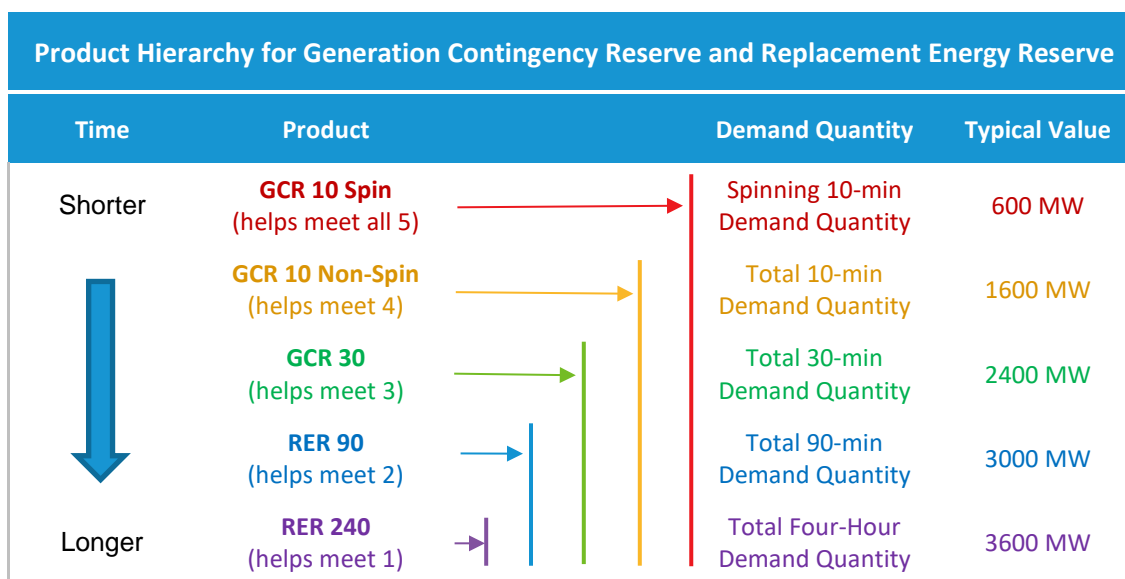 Product Hierarchy for Generation Contingency Reserve and Replacement Energy Reserve
Time Product Demand Quantity Typical Value
Shorter
GCR 10 Spin
(helps meet all 5)
Spinning 10-min
Demand Quantity
600 MW
GCR 10 Non-Spin
(helps meet 4)
Total 10-min
Demand Quantity
1600 MW
GCR 30
(helps meet 3)
Total 30-min
Demand Quantity
2400 MW
RER 90
(helps meet 2)
Total 90-min
Demand Quantity
3000 MW
Longer
RER 240
(helps meet 1)
Total Four-Hour
Demand Quantity
3600 MW